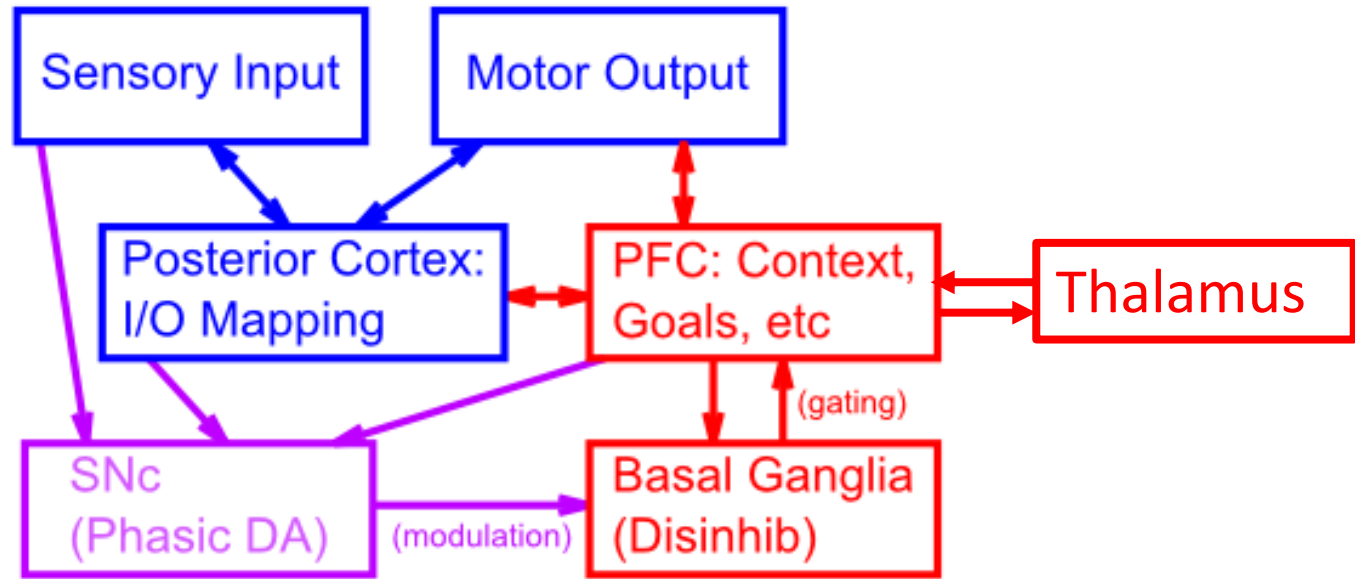 Sensory Input
Motor Output
Posterior Cortex:
I/O Mapping
PFC: Context,
Goals, etc
Thalamus
(gating)
SNc
(Phasic DA)
(modulation)
Basal Ganglia
(Disinhib)